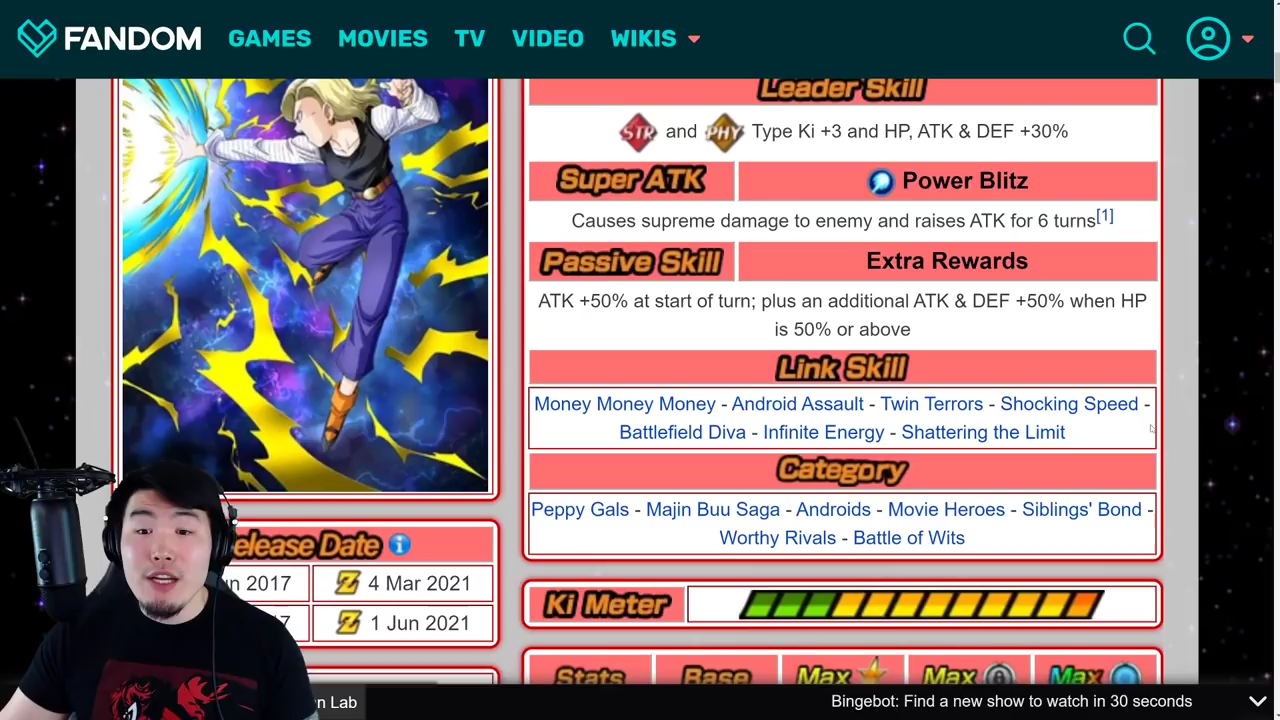 FANDOM GAMES MOVIES TV VIDEO WIKIS
Leader Skill
STR and PHY Type Ki +3 and HP, ATK & DEF +30%
Super ATK Power Blitz
Causes supreme damage to enemy and raises ATK for 6 turns[1]
Passive Skill Extra Rewards
ATK +50% at start of turn; plus an additional ATK & DEF +50% when HP
is 50% or above
Link Skill
Money Money Money - Android Assault - Twin Terrors - Shocking Speed -
Battlefield Diva - Infinite Energy - Shattering the Limit
Category
Peppy Gals - Majin Buu Saga - Androids - Movie Heroes - Siblings' Bond -
Worthy Rivals - Battle of Wits
elease Date i
n 2017 Z 4 Mar 2021
7 Z 1 Jun 2021
Ki Meter
Stats Base Max Max Max
n Lab
Bingebot: Find a new show to watch in 30 seconds